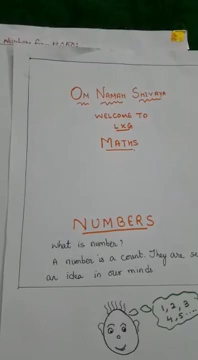 Om Namah Shivaya
WELCOME TO
LKG
MATHS
NUMBERS
What is number?
A number is a count. They are
an idea in our minds
1, 2, 3
4, 5...